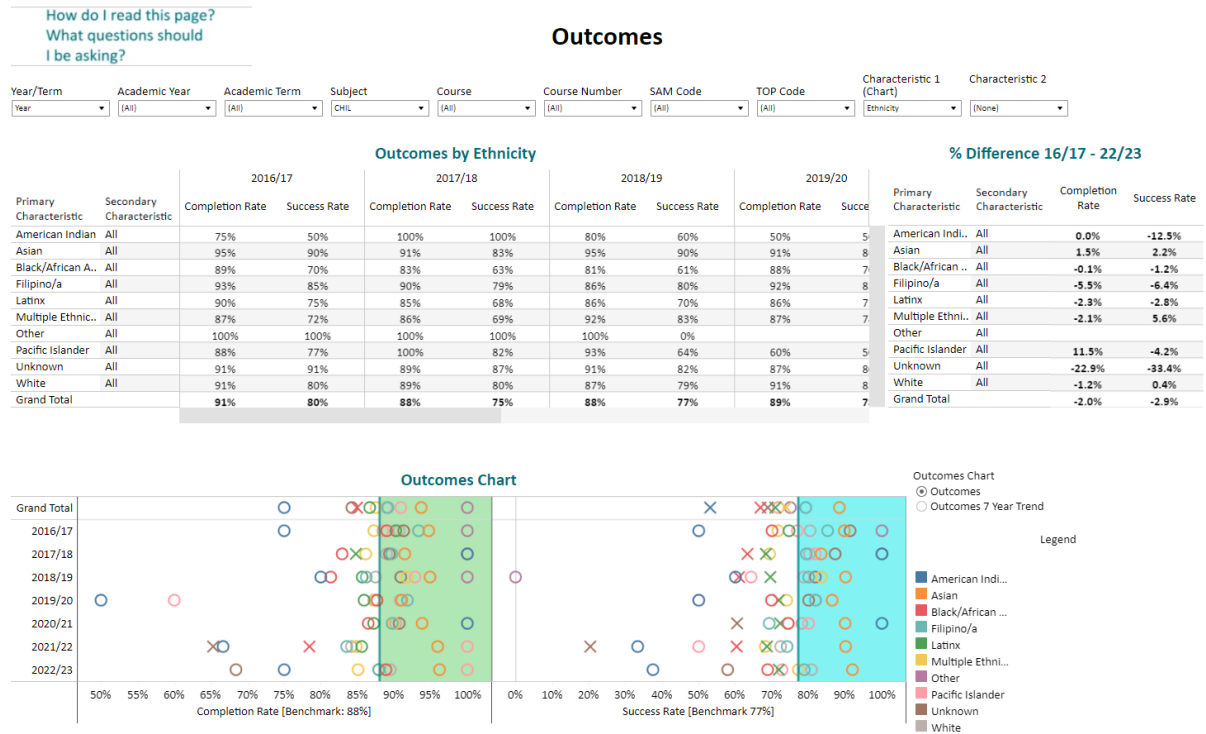 How do I read this page?
What questions should
I be asking?
Outcomes
Year/Term Academic Year Academic Term Subject Course Course Number SAM Code TOP Code Characteristic 1 (Chart) Characteristic 2
Year (All) (All) CHIL (All) (All) (All) (All) Ethnicity (None)
Outcomes by Ethnicity
2016/17 2017/18 2018/19 2019/20
Primary Characteristic Secondary Characteristic Completion Rate Success Rate Completion Rate Success Rate Completion Rate Success Rate Completion Rate Succe
American Indian All 75% 50% 100% 100% 80% 60% 50% 5
Asian All 95% 90% 91% 83% 95% 90% 91% 8
Black/African A.. All 89% 70% 83% 63% 81% 61% 88% 7
Filipino/a All 93% 85% 90% 79% 86% 80% 92% 8
Latinx All 90% 75% 85% 68% 86% 70% 86% 7
Multiple Ethnic.. All 87% 72% 86% 69% 92% 83% 87% 7
Other All 100% 100% 100% 100% 100% 0%
Pacific Islander All 88% 77% 100% 82% 93% 64% 60% 5
Unknown All 91% 91% 89% 87% 91% 82% 87% 8
White All 91% 80% 89% 80% 87% 79% 91% 8
Grand Total 91% 80% 88% 75% 88% 77% 89% 7
% Difference 16/17 - 22/23
Primary Characteristic Secondary Characteristic Completion Rate Success Rate
American Indi.. All 0.0% -12.5%
Asian All 1.5% 2.2%
Black/African .. All -0.1% -1.2%
Filipino/a All -5.5% -6.4%
Latinx All -2.3% -2.8%
Multiple Ethni.. All -2.1% 5.6%
Other All
Pacific Islander All 11.5% -4.2%
Unknown All -22.9% -33.4%
White All -1.2% 0.4%
Grand Total -2.0% -2.9%
Outcomes Chart
Grand Total
2016/17
2017/18
2018/19
2019/20
2020/21
2021/22
2022/23
50% 55% 60% 65% 70% 75% 80% 85% 90% 95% 100%
Completion Rate [Benchmark: 88%]
0% 10% 20% 30% 40% 50% 60% 70% 80% 90% 100%
Success Rate [Benchmark 77%]
Outcomes Chart
Outcomes
Outcomes 7 Year Trend
Legend
American Indi...
Asian
Black/African ...
Filipino/a
Latinx
Multiple Ethni...
Other
Pacific Islander
Unknown
White